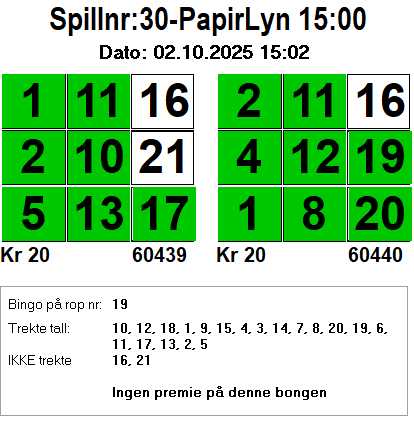 Spillnr:30-PapirLyn 15:00
Dato: 02.10.2025 15:02
1 11 16 2 11 16
2 10 21 4 12 19
5 13 17 1 8 20
Kr 20 60439 Kr 20 60440
Bingo på rop nr: 19
Trekte tall: 10, 12, 18, 1, 9, 15, 4, 3, 14, 7, 8, 20, 19, 6,
11, 17, 13, 2, 5
IKKE trekte 16, 21
Ingen premie på denne bongen